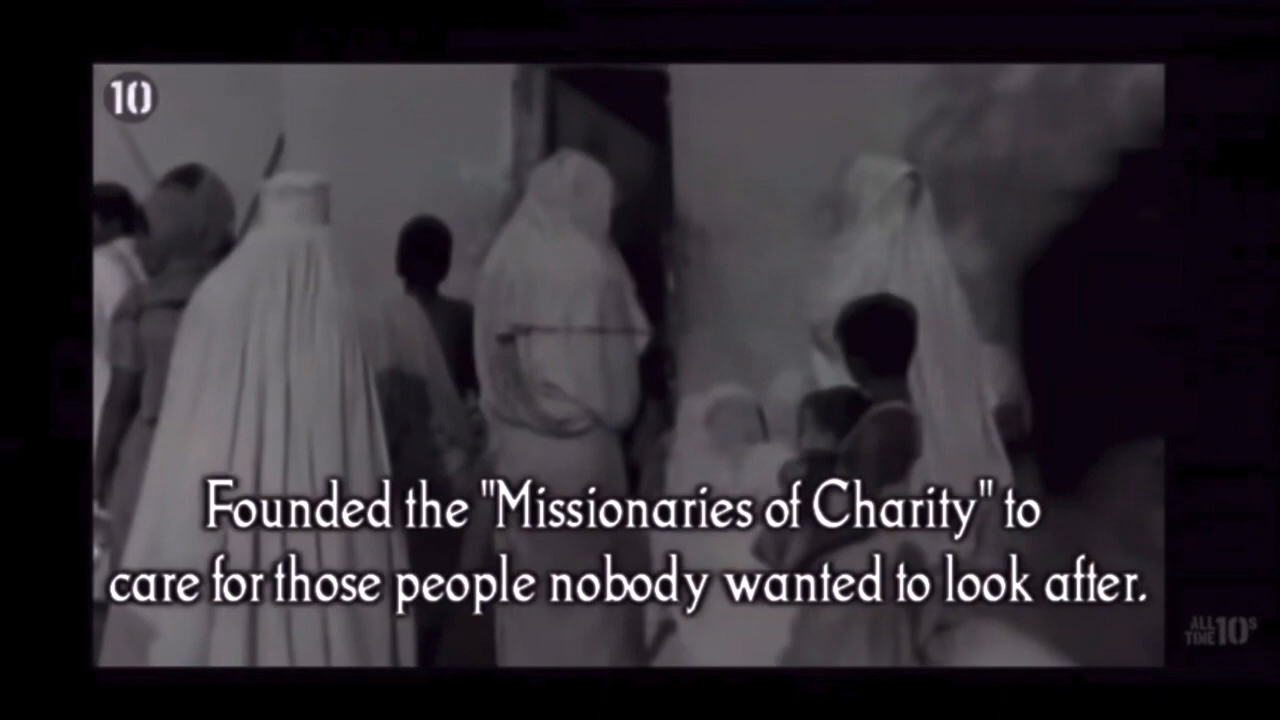 10
Founded the "Missionaries of Charity" to
care for those people nobody wanted to look after.
ALL
TIME 10s